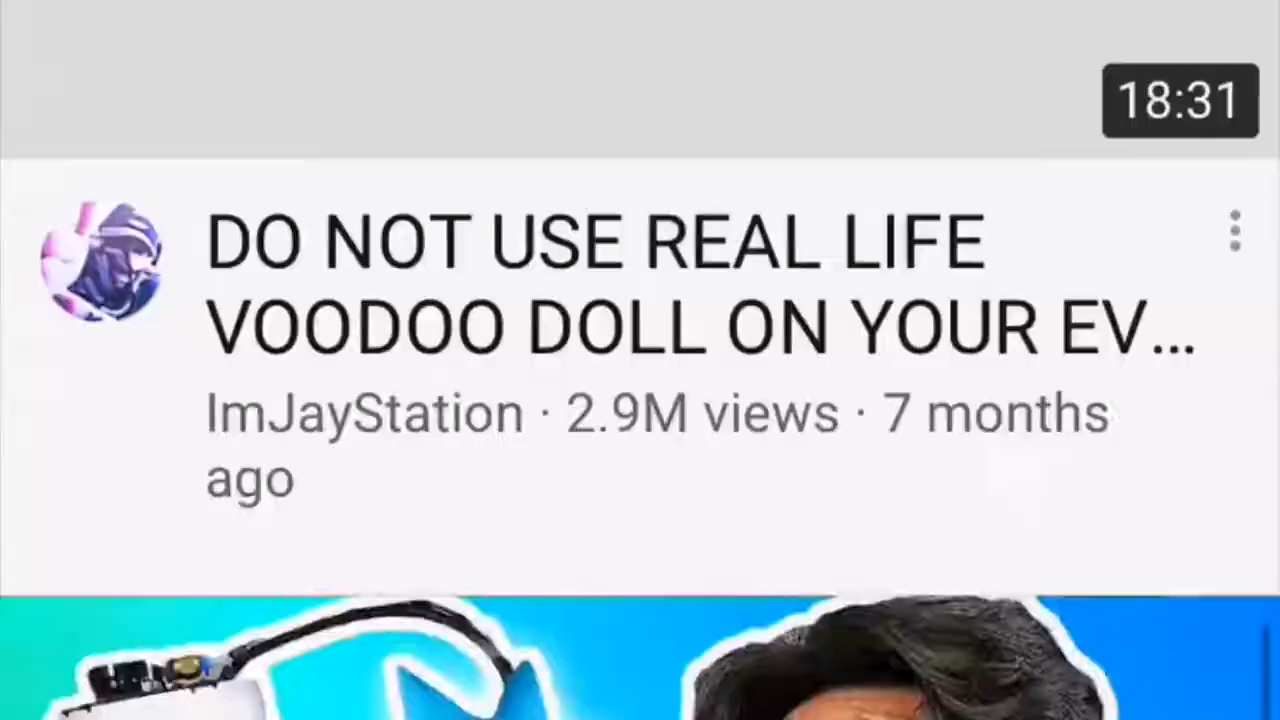 18:31
DO NOT USE REAL LIFE
VOODOO DOLL ON YOUR EV...
ImJayStation · 2.9M views · 7 months
ago